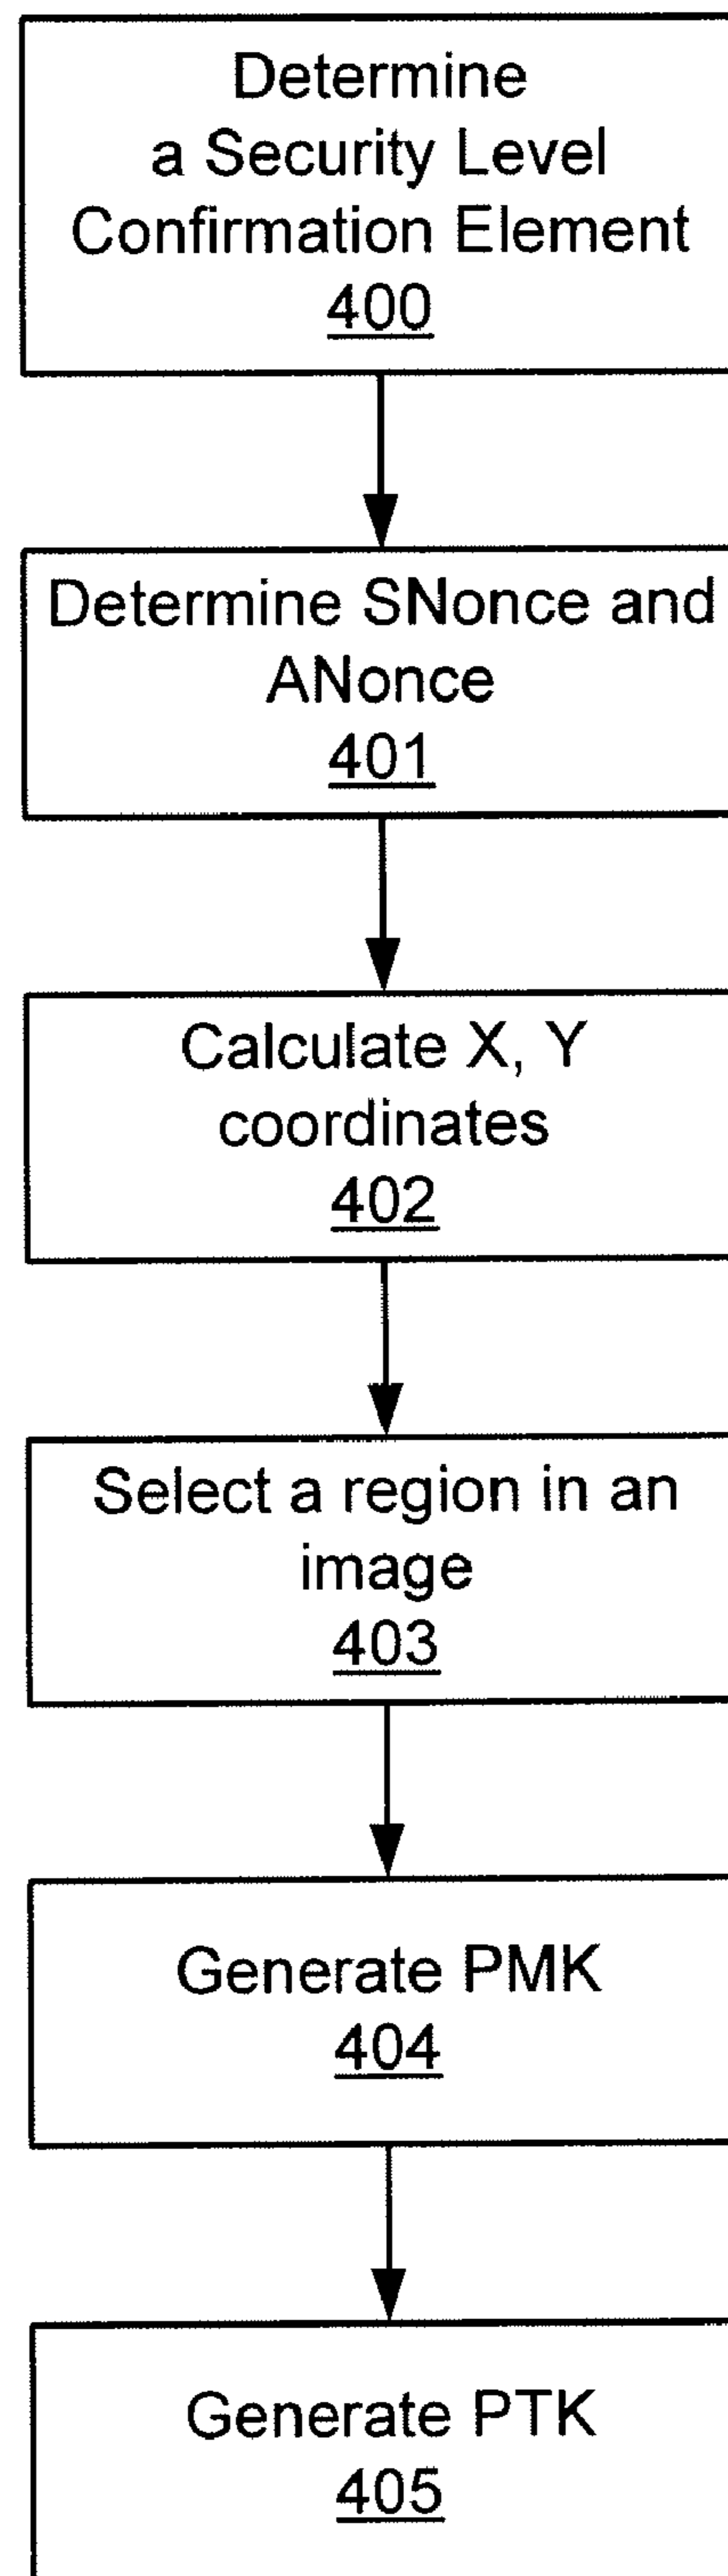 Determine
a Security Level
Confirmation Element
400
Determine SNonce and
ANonce
401
Calculate X, Y
coordinates
402
Select a region in an
image
403
Generate PMK
404
Generate PTK
405